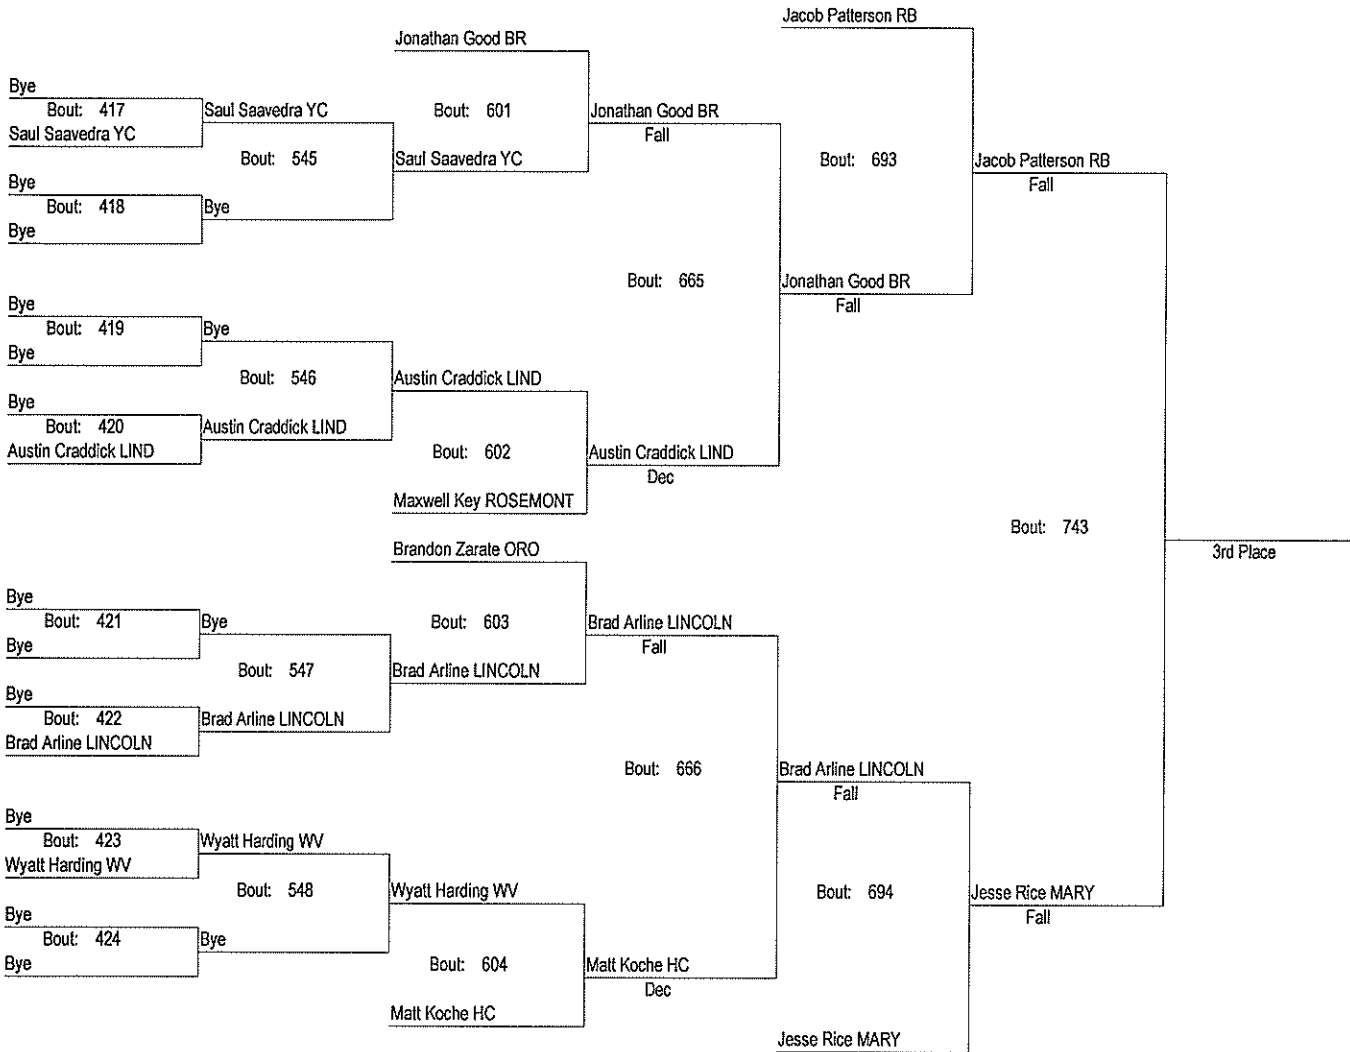 Jacob Patterson RB
Jonathan Good BR
Bye
Bout: 417
Saul Saavedra YC
Saul Saavedra YC
Bout: 601
Jonathan Good BR
Fall
Bout: 545
Saul Saavedra YC
Bout: 693
Jacob Patterson RB
Fall
Bye
Bout: 418
Bye
Bye
Bout: 665
Jonathan Good BR
Fall
Bye
Bout: 419
Bye
Bye
Bout: 546
Austin Craddick LIND
Bye
Bout: 420
Austin Craddick LIND
Austin Craddick LIND
Bout: 602
Austin Craddick LIND
Dec
Maxwell Key ROSEMONT
Bout: 743
3rd Place
Brandon Zarate ORO
Bye
Bout: 421
Bye
Bye
Bout: 603
Brad Arline LINCOLN
Fall
Bout: 547
Brad Arline LINCOLN
Bye
Bout: 422
Brad Arline LINCOLN
Brad Arline LINCOLN
Bout: 666
Brad Arline LINCOLN
Fall
Bye
Bout: 423
Wyatt Harding WV
Wyatt Harding WV
Bout: 548
Wyatt Harding WV
Bout: 694
Jesse Rice MARY
Fall
Bye
Bout: 424
Bye
Bye
Bout: 604
Matt Koche HC
Dec
Matt Koche HC
Jesse Rice MARY